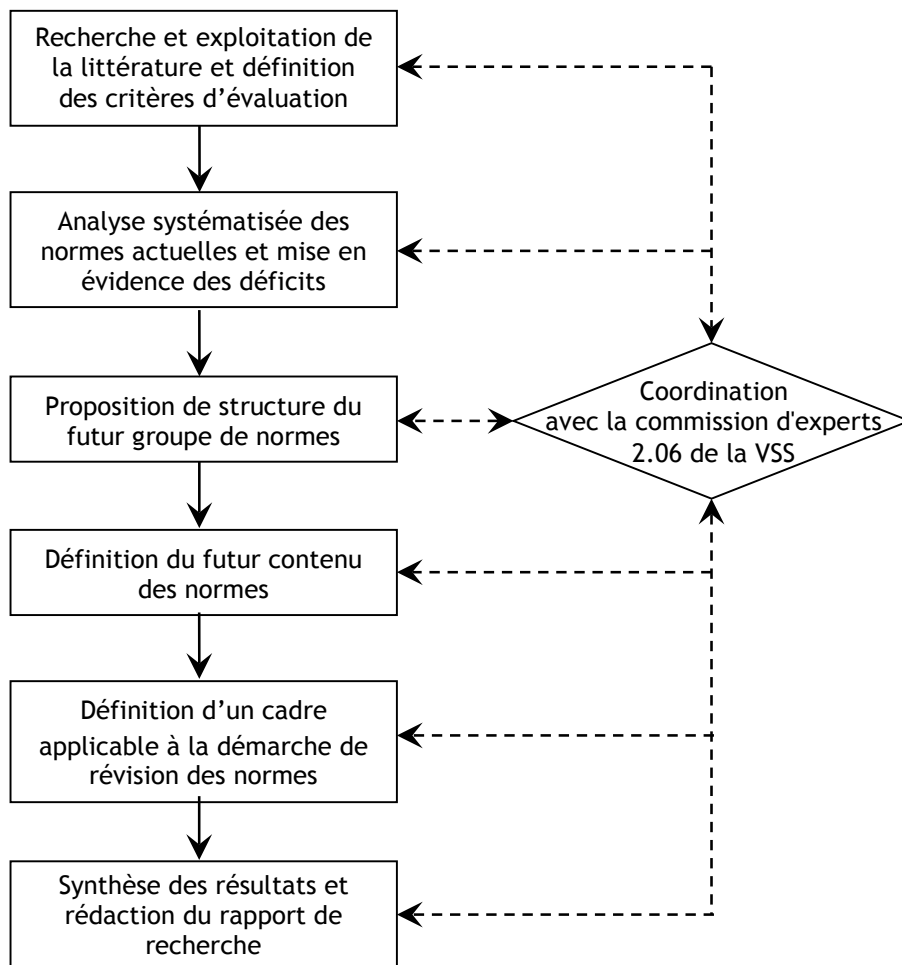 Recherche et exploitation de
la littérature et définition
des critères d’évaluation
Analyse systématisée des
normes actuelles et mise en
évidence des déficits
Proposition de structure du
futur groupe de normes
Coordination
avec la commission d'experts
2.06 de la VSS
Définition du futur contenu
des normes
Définition d’un cadre
applicable à la démarche de
révision des normes
Synthèse des résultats et
rédaction du rapport de
recherche